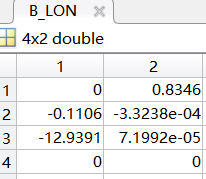 B_LON
4x2 double
1 2
1 0 0.8346
2 -0.1106 -3.3238e-04
3 -12.9391 7.1992e-05
4 0 0